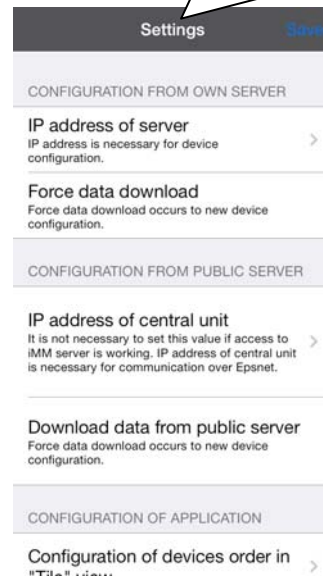 Settings
Save
CONFIGURATION FROM OWN SERVER
IP address of server
IP address is necessary for device
configuration.
Force data download
Force data download occurs to new device
configuration.
CONFIGURATION FROM PUBLIC SERVER
IP address of central unit
It is not necessary to set this value if access to
iMM server is working. IP address of central unit
is necessary for communication over Epsnet.
Download data from public server
Force data download occurs to new device
configuration.
CONFIGURATION OF APPLICATION
Configuration of devices order in
"Tile" view